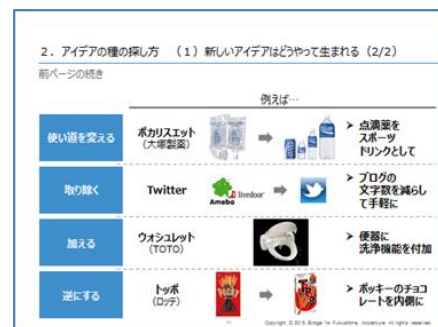 2．アイデアの種の探し方　（1）新しいアイデアはどうやって生まれる（2/2）
前ページの続き
例えば…
使い道を変える
ポカリスエット
（大塚製薬）
➤ 点滴薬を
スポーツ
ドリンクとして
取り除く
Twitter
Ameba
livedoor
➤ ブログの
文字数を減らし
て手軽に
加える
ウォシュレット
（TOTO）
➤ 便器に
洗浄機能を付加
逆にする
トッポ
（ロッテ）
➤ ポッキーのチョコ
レートを内側に
Copyright © 2015 Bridge for Fukushima, Accenture All rights reserved.